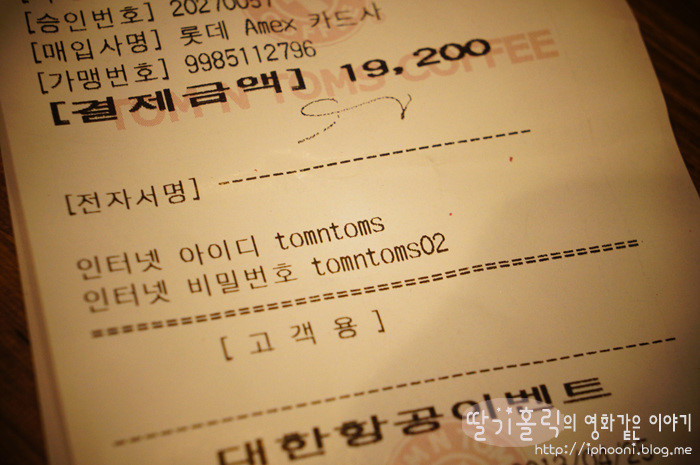 [승인번호] 20270051
[매입사명] 롯데 Amex 카드사
[가맹번호] 9985112796
[결제금액] 19,200
TOM N TOMS COFFEE
[전자서명]
인터넷 아이디 tomntoms
인터넷 비밀번호 tomntoms02
[ 고 객 용 ]
대한항공이벤트
딸기홀릭의 영화같은 이야기
http://iphooni.blog.me